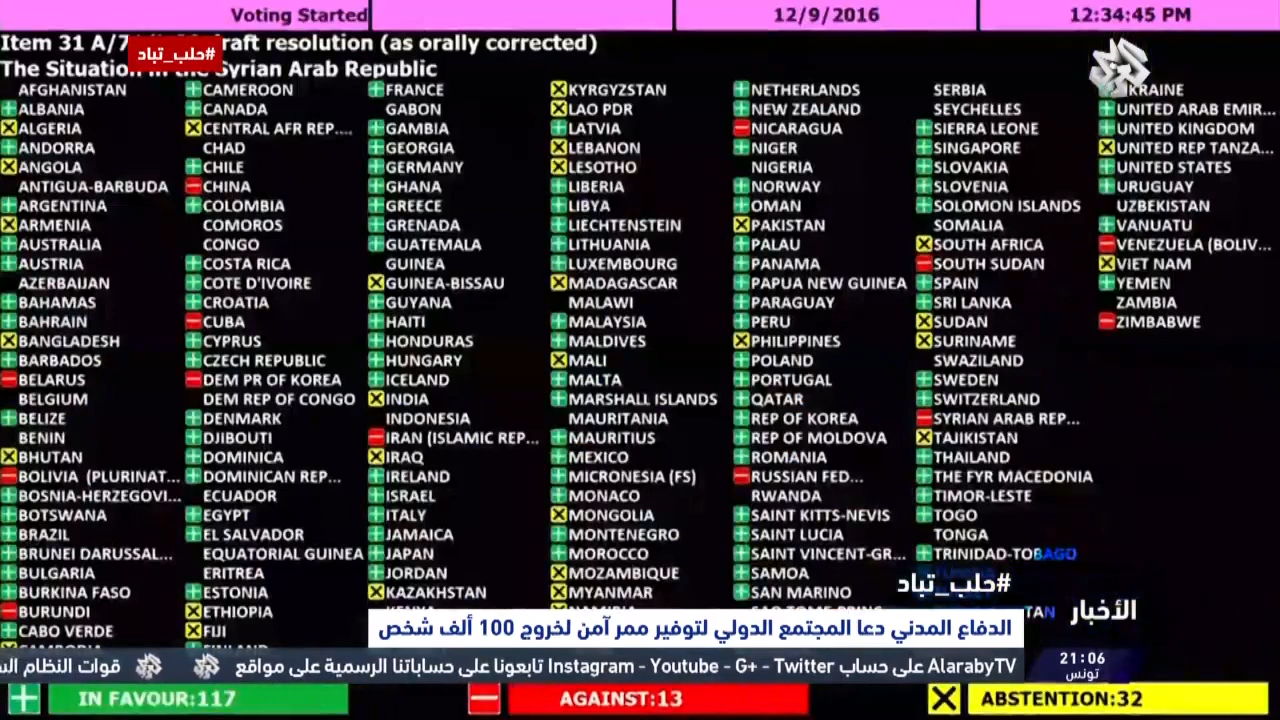 Voting Started
12/9/2016
12:34:45 PM
Item 31 A/7 draft resolution (as orally corrected)
#حلب_تباد
The Situation in the Syrian Arab Republic
AFGHANISTAN
ALBANIA
ALGERIA
ANDORRA
ANGOLA
ANTIGUA-BARBUDA
ARGENTINA
ARMENIA
AUSTRALIA
AUSTRIA
AZERBAIJAN
BAHAMAS
BAHRAIN
BANGLADESH
BARBADOS
BELARUS
BELGIUM
BELIZE
BENIN
BHUTAN
BOLIVIA (PLURINAT...
BOSNIA-HERZEGOVI...
BOTSWANA
BRAZIL
BRUNEI DARUSSAL...
BULGARIA
BURKINA FASO
BURUNDI
CABO VERDE
CAMEROON
CANADA
CENTRAL AFR REP....
CHAD
CHILE
CHINA
COLOMBIA
COMOROS
CONGO
COSTA RICA
COTE D'IVOIRE
CROATIA
CUBA
CYPRUS
CZECH REPUBLIC
DEM PR OF KOREA
DEM REP OF CONGO
DENMARK
DJIBOUTI
DOMINICA
DOMINICAN REP...
ECUADOR
EGYPT
EL SALVADOR
EQUATORIAL GUINEA
ERITREA
ESTONIA
ETHIOPIA
FIJI
FRANCE
GABON
GAMBIA
GEORGIA
GERMANY
GHANA
GREECE
GRENADA
GUATEMALA
GUINEA
GUINEA-BISSAU
GUYANA
HAITI
HONDURAS
HUNGARY
ICELAND
INDIA
INDONESIA
IRAN (ISLAMIC REP...
IRAQ
IRELAND
ISRAEL
ITALY
JAMAICA
JAPAN
JORDAN
KAZAKHSTAN
KYRGYZSTAN
LAO PDR
LATVIA
LEBANON
LESOTHO
LIBERIA
LIBYA
LIECHTENSTEIN
LITHUANIA
LUXEMBOURG
MADAGASCAR
MALAWI
MALAYSIA
MALDIVES
MALI
MALTA
MARSHALL ISLANDS
MAURITANIA
MAURITIUS
MEXICO
MICRONESIA (FS)
MONACO
MONGOLIA
MONTENEGRO
MOROCCO
MOZAMBIQUE
MYANMAR
NETHERLANDS
NEW ZEALAND
NICARAGUA
NIGER
NIGERIA
NORWAY
OMAN
PAKISTAN
PALAU
PANAMA
PAPUA NEW GUINEA
PARAGUAY
PERU
PHILIPPINES
POLAND
PORTUGAL
QATAR
REP OF KOREA
REP OF MOLDOVA
ROMANIA
RUSSIAN FED...
RWANDA
SAINT KITTS-NEVIS
SAINT LUCIA
SAINT VINCENT-GR...
SAMOA
SAN MARINO
SERBIA
SEYCHELLES
SIERRA LEONE
SINGAPORE
SLOVAKIA
SLOVENIA
SOLOMON ISLANDS
SOMALIA
SOUTH AFRICA
SOUTH SUDAN
SPAIN
SRI LANKA
SUDAN
SURINAME
SWAZILAND
SWEDEN
SWITZERLAND
SYRIAN ARAB REP...
TAJIKISTAN
THAILAND
THE FYR MACEDONIA
TIMOR-LESTE
TOGO
TONGA
TRINIDAD-TOBAGO
TAN
RAINE
UNITED ARAB EMIR...
UNITED KINGDOM
UNITED REP TANZA...
UNITED STATES
URUGUAY
UZBEKISTAN
VANUATU
VENEZUELA (BOLIV...
VIET NAM
YEMEN
ZAMBIA
ZIMBABWE
#حلب_تباد
الأخبار
الدفاع المدني دعا المجتمع الدولي لتوفير ممر آمن لخروج 100 ألف شخص
تابعونا على حساباتنا الرسمية على مواقع Instagram - Youtube - G+ - Twitter على حساب AlarabyTV
قوات النظام الس
21:06
تونس
IN FAVOUR:117
AGAINST:13
ABSTENTION:32